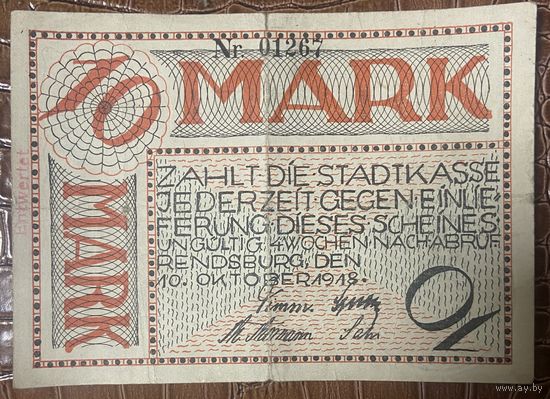 Nr. 01267
10 MARK
MARK
Entwertet
ZAHLT DIE STADTKASSE
JEDERZEIT GEGEN EINLIE-
FERUNG DIESES SCHEINES
UNGÜLTIG 4 WOCHEN NACH ABRUF
RENDSBURG, DEN
10. OKTOBER 1918.
Timm.
10
www.ay.by